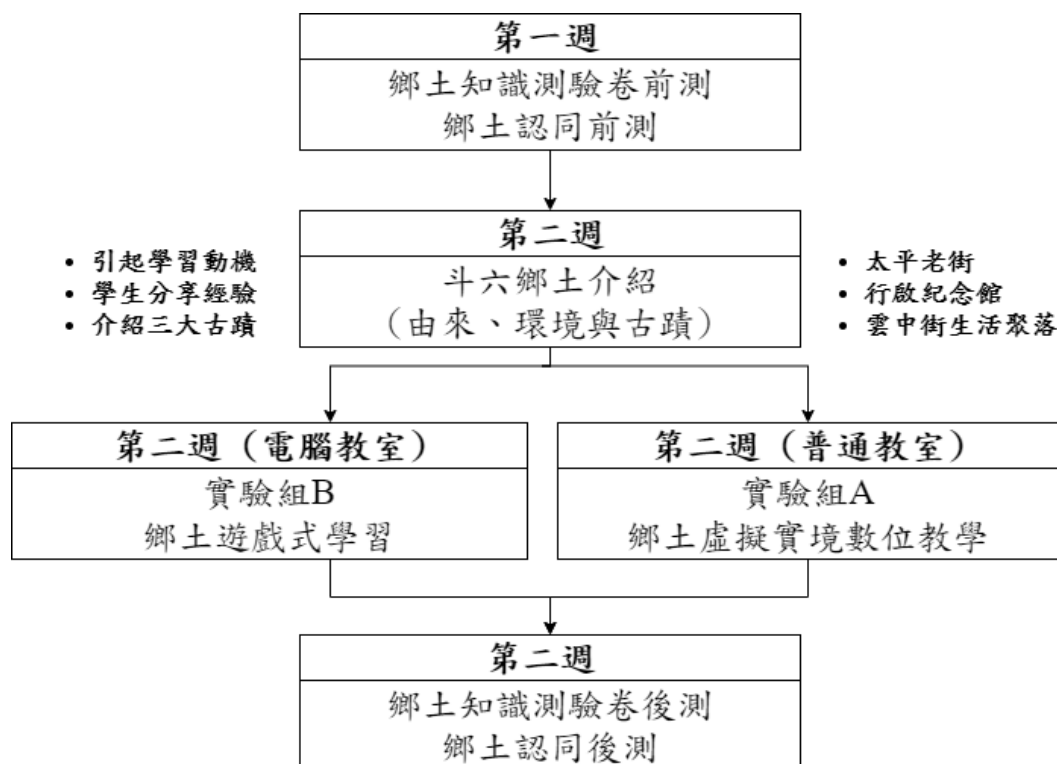 第一週
鄉土知識測驗卷前測
鄉土認同前測
• 引起學習動機
• 學生分享經驗
• 介紹三大古蹟
第二週
斗六鄉土介紹
（由來、環境與古蹟）
• 太平老街
• 行啟紀念館
• 雲中街生活聚落
第二週（電腦教室）
實驗組B
鄉土遊戲式學習
第二週（普通教室）
實驗組A
鄉土虛擬實境數位教學
第二週
鄉土知識測驗卷後測
鄉土認同後測